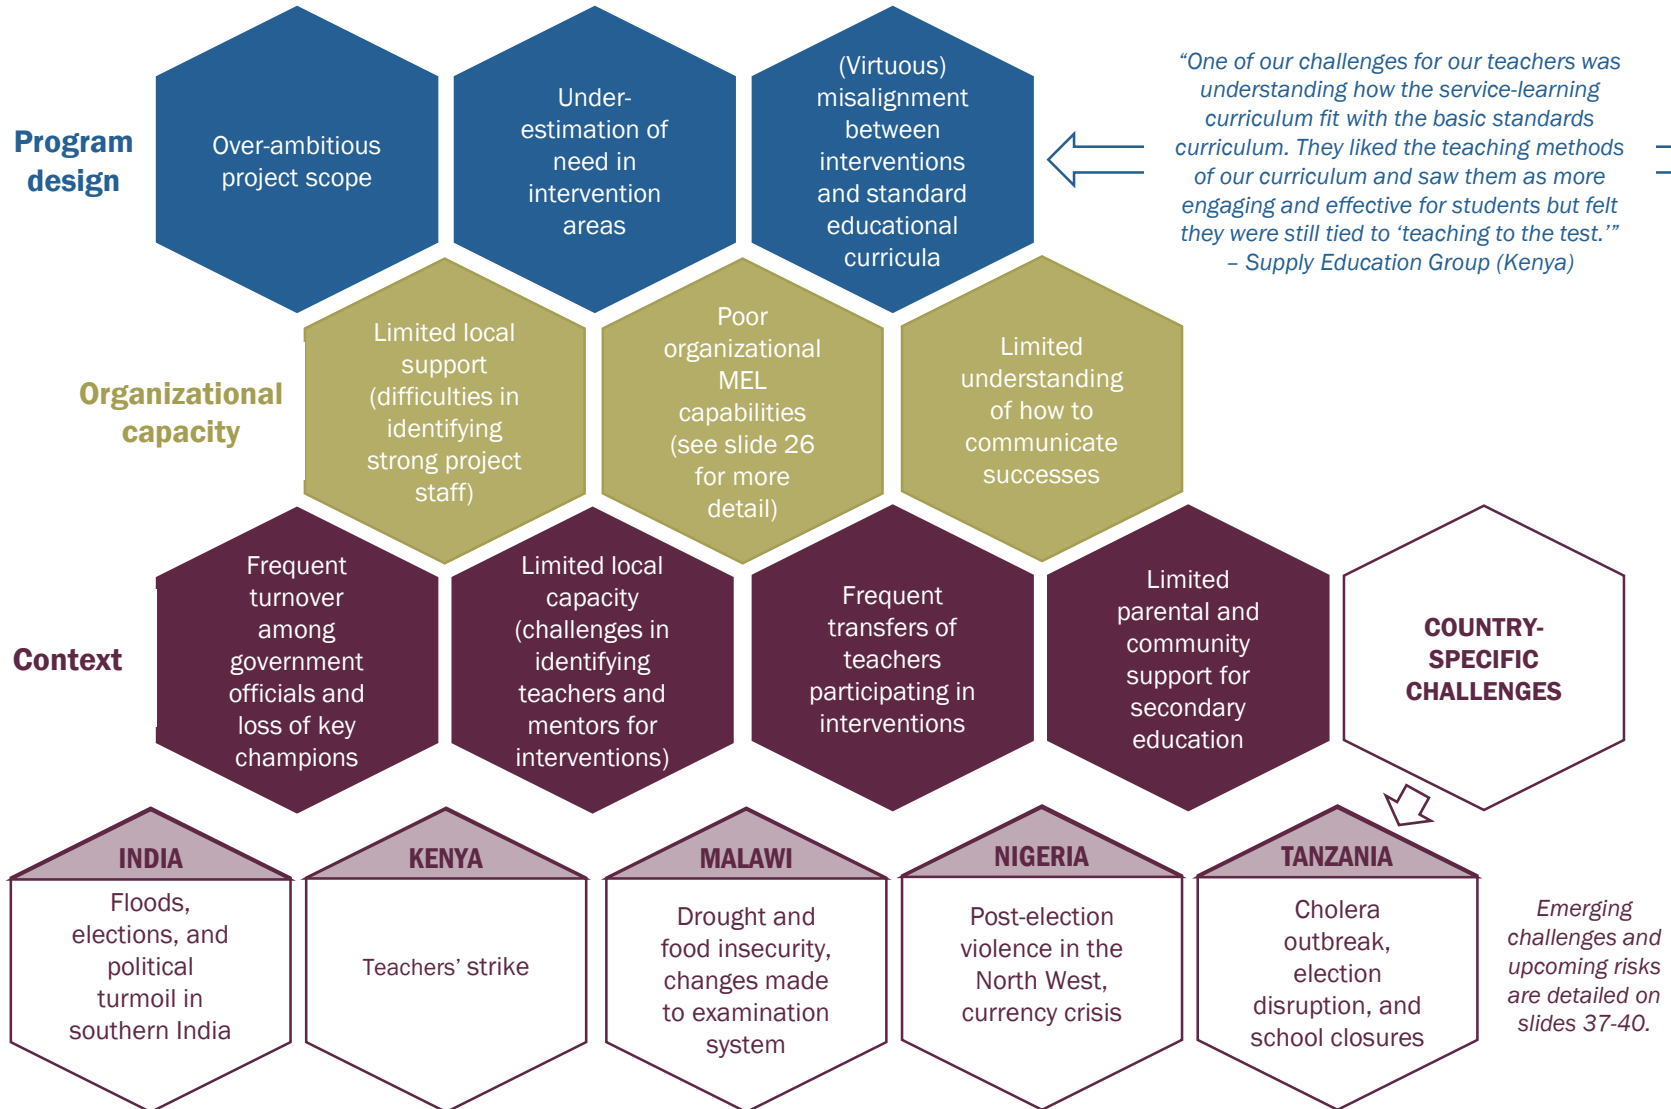 Program
design
Over-ambitious
project scope
Under-
estimation of
need in
intervention
areas
(Virtuous)
misalignment
between
interventions
and standard
educational
curricula
“One of our challenges for our teachers was
understanding how the service-learning
curriculum fit with the basic standards
curriculum. They liked the teaching methods
of our curriculum and saw them as more
engaging and effective for students but felt
they were still tied to ‘teaching to the test.’”
– Supply Education Group (Kenya)
Organizational
capacity
Limited local
support
(difficulties in
identifying
strong project
staff)
Poor
organizational
MEL
capabilities
(see slide 26
for more
detail)
Limited
understanding
of how to
communicate
successes
Context
Frequent
turnover
among
government
officials and
loss of key
champions
Limited local
capacity
(challenges in
identifying
teachers and
mentors for
interventions)
Frequent
transfers of
teachers
participating in
interventions
Limited
parental and
community
support for
secondary
education
COUNTRY-
SPECIFIC
CHALLENGES
INDIA
Floods,
elections, and
political
turmoil in
southern India
KENYA
Teachers’ strike
MALAWI
Drought and
food insecurity,
changes made
to examination
system
NIGERIA
Post-election
violence in the
North West,
currency crisis
TANZANIA
Cholera
outbreak,
election
disruption, and
school closures
Emerging
challenges and
upcoming risks
are detailed on
slides 37-40.